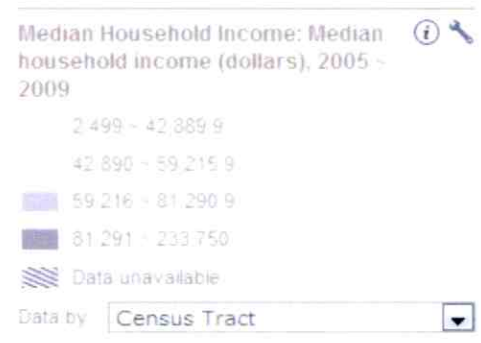 Median Household Income: Median
household income (dollars), 2005 -
2009
2,499 - 42,889.9
42,890 - 59,215.9
59,216 - 81,290.9
81,291 - 233,750
Data unavailable
Data by Census Tract